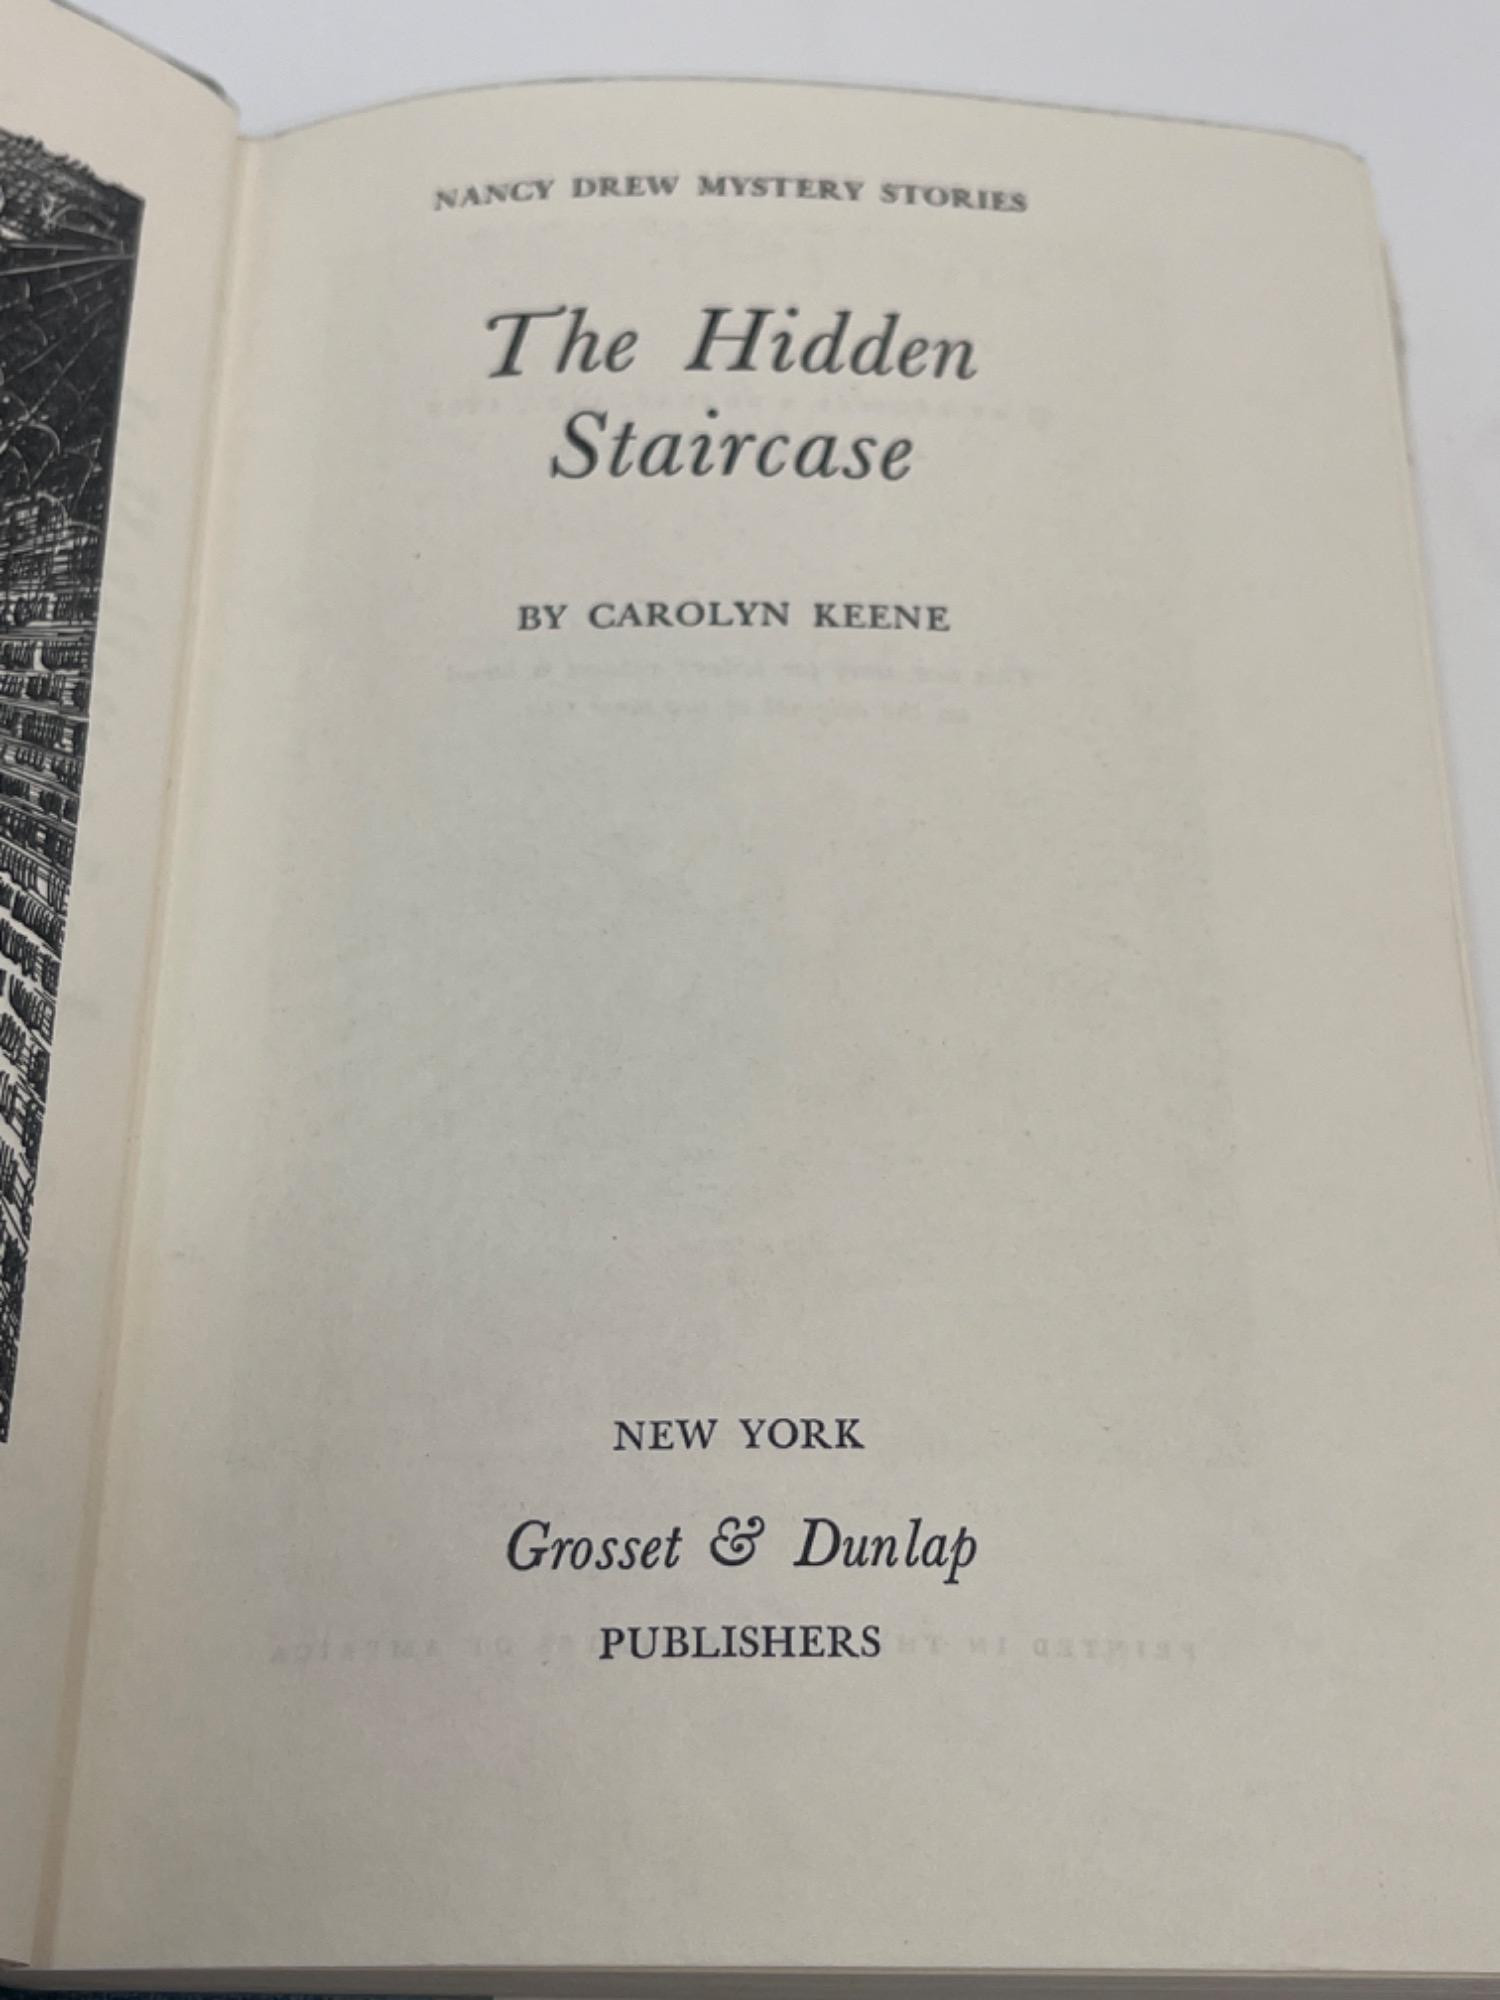 NANCY DREW MYSTERY STORIES
The Hidden
Staircase
BY CAROLYN KEENE
NEW YORK
Grosset & Dunlap
PUBLISHERS